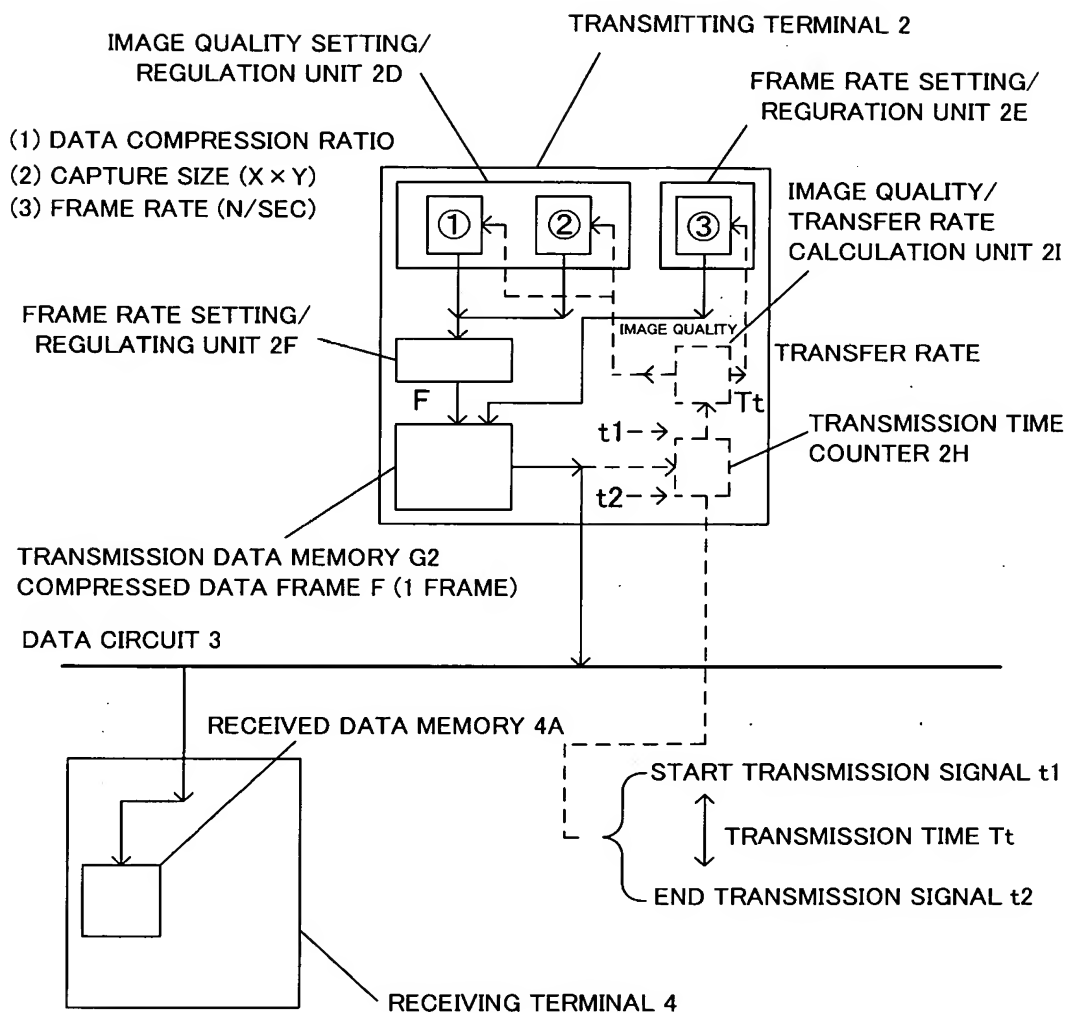 TRANSMITTING TERMINAL 2
IMAGE QUALITY SETTING/
REGULATION UNIT 2D
FRAME RATE SETTING/
REGURATION UNIT 2E
(1) DATA COMPRESSION RATIO
(2) CAPTURE SIZE (X × Y)
(3) FRAME RATE (N/SEC)
① ② ③
IMAGE QUALITY/
TRANSFER RATE
CALCULATION UNIT 2I
FRAME RATE SETTING/
REGULATING UNIT 2F
IMAGE QUALITY
TRANSFER RATE
F
Tt
t1
t2
TRANSMISSION TIME
COUNTER 2H
TRANSMISSION DATA MEMORY G2
COMPRESSED DATA FRAME F (1 FRAME)
DATA CIRCUIT 3
RECEIVED DATA MEMORY 4A
START TRANSMISSION SIGNAL t1
TRANSMISSION TIME Tt
END TRANSMISSION SIGNAL t2
RECEIVING TERMINAL 4